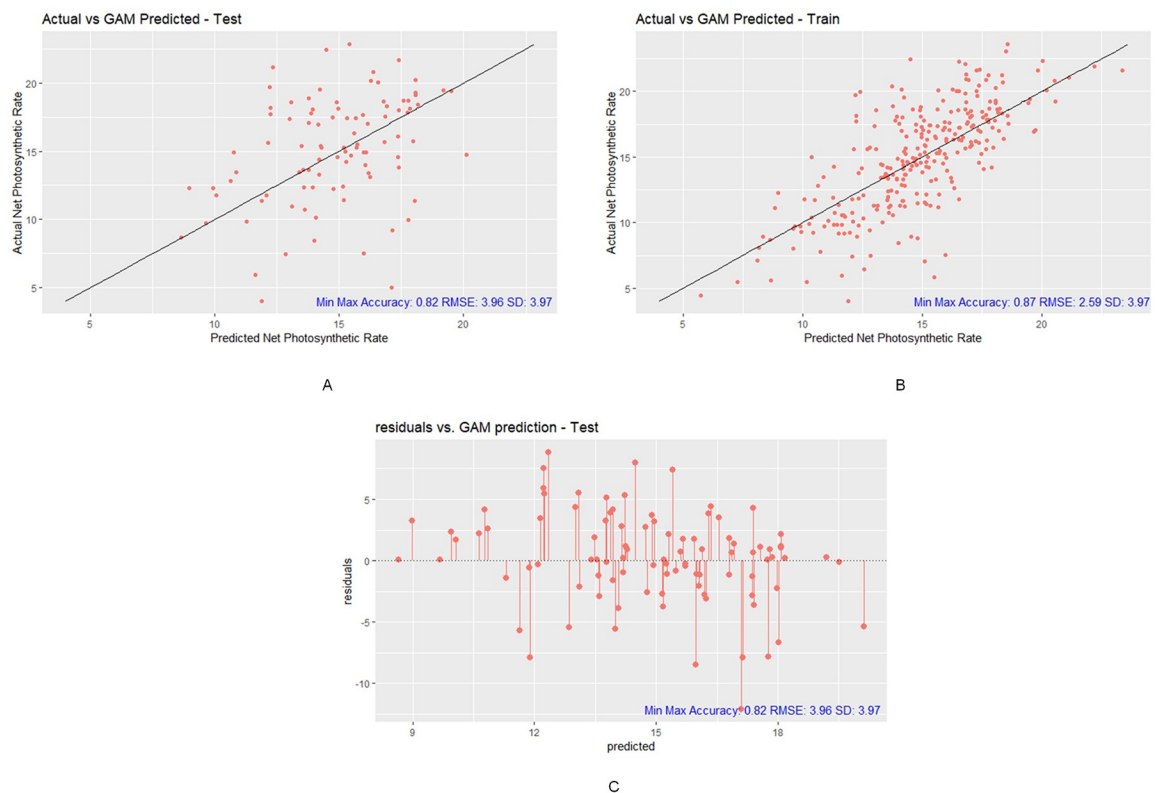 Actual vs GAM Predicted - Test
Actual Net Photosynthetic Rate
20
15
10
5
Min Max Accuracy: 0.82 RMSE: 3.96 SD: 3.97
5 10 15 20
Predicted Net Photosynthetic Rate
A
Actual vs GAM Predicted - Train
Actual Net Photosynthetic Rate
20
15
10
5
Min Max Accuracy: 0.87 RMSE: 2.59 SD: 3.97
5 10 15 20
Predicted Net Photosynthetic Rate
B
residuals vs. GAM prediction - Test
residuals
5
0
-5
-10
Min Max Accuracy: 0.82 RMSE: 3.96 SD: 3.97
9 12 15 18
predicted
C